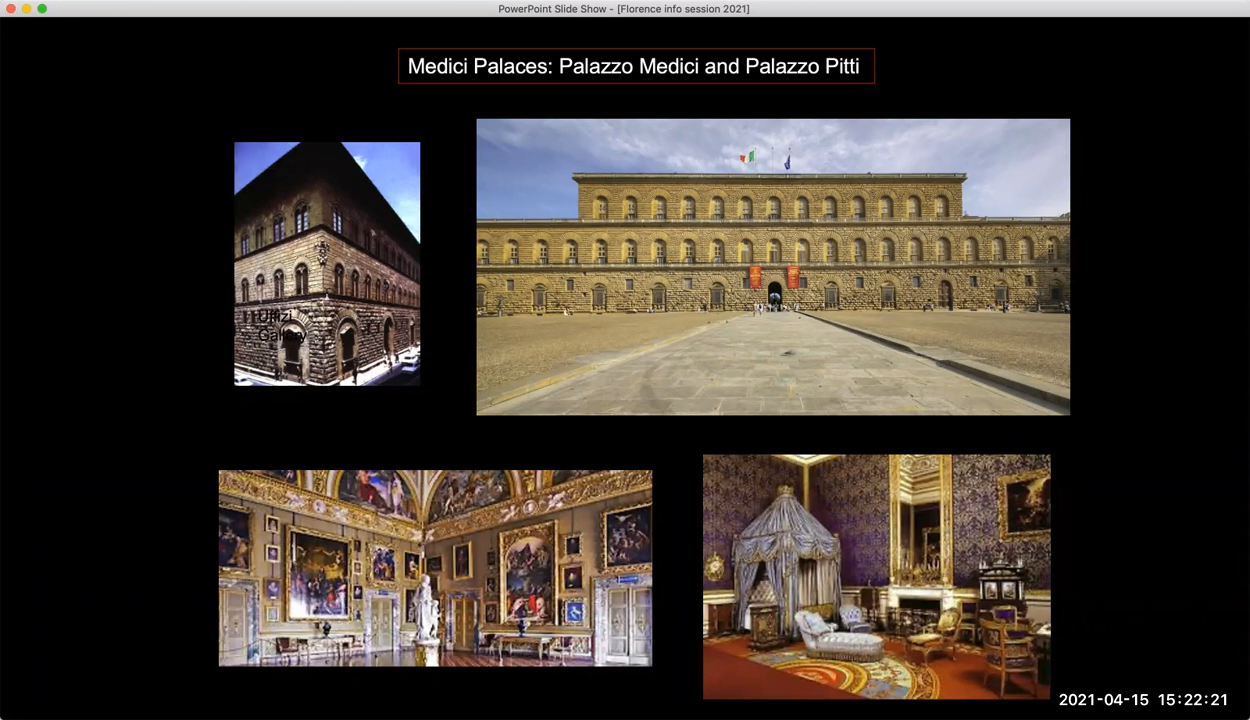 PowerPoint Slide Show - [Florence info session 2021]
Medici Palaces: Palazzo Medici and Palazzo Pitti
Uffizi
Gallery
2021-04-15 15:22:21